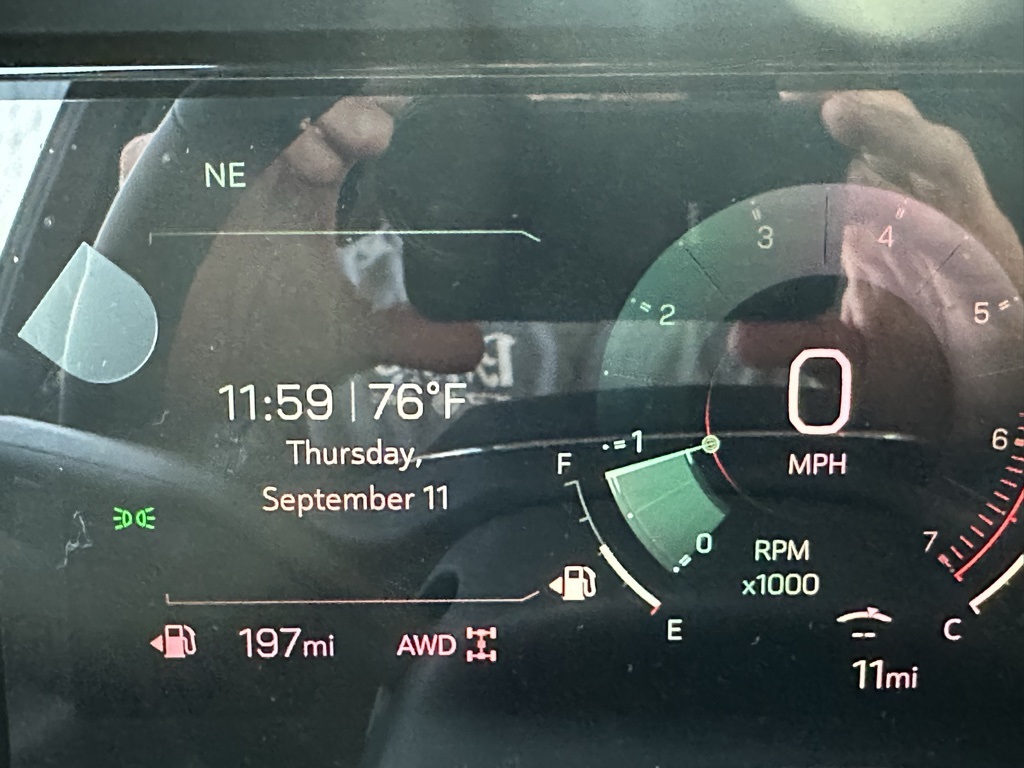 NE
11:59 | 76°F
Thursday,
September 11
197mi
AWD
F
E
0
1
2
3
4
5
6
7
0
MPH
RPM
x1000
C
--
11mi